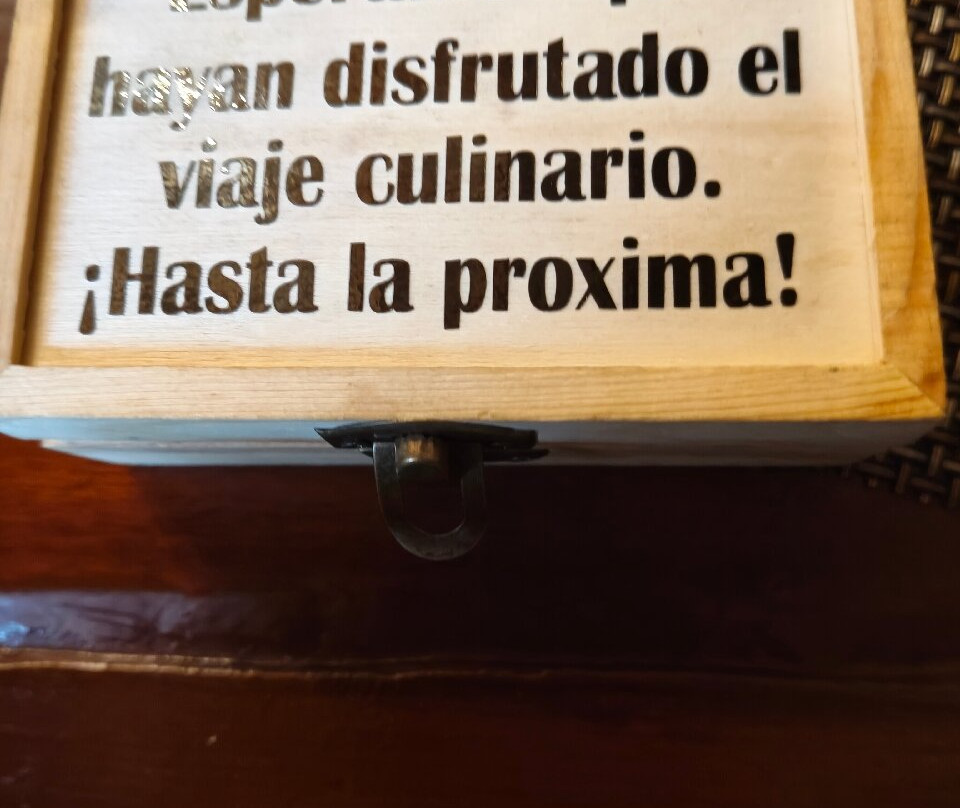 hayan disfrutado el
viaje culinario.
¡Hasta la proxima!